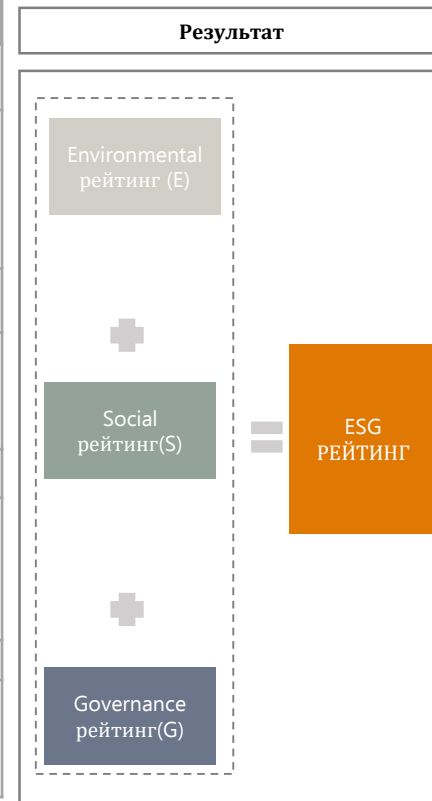 Результат
Environmental
рейтинг (E)
Social
рейтинг(S)
ESG
РЕЙТИНГ
Governance
рейтинг(G)